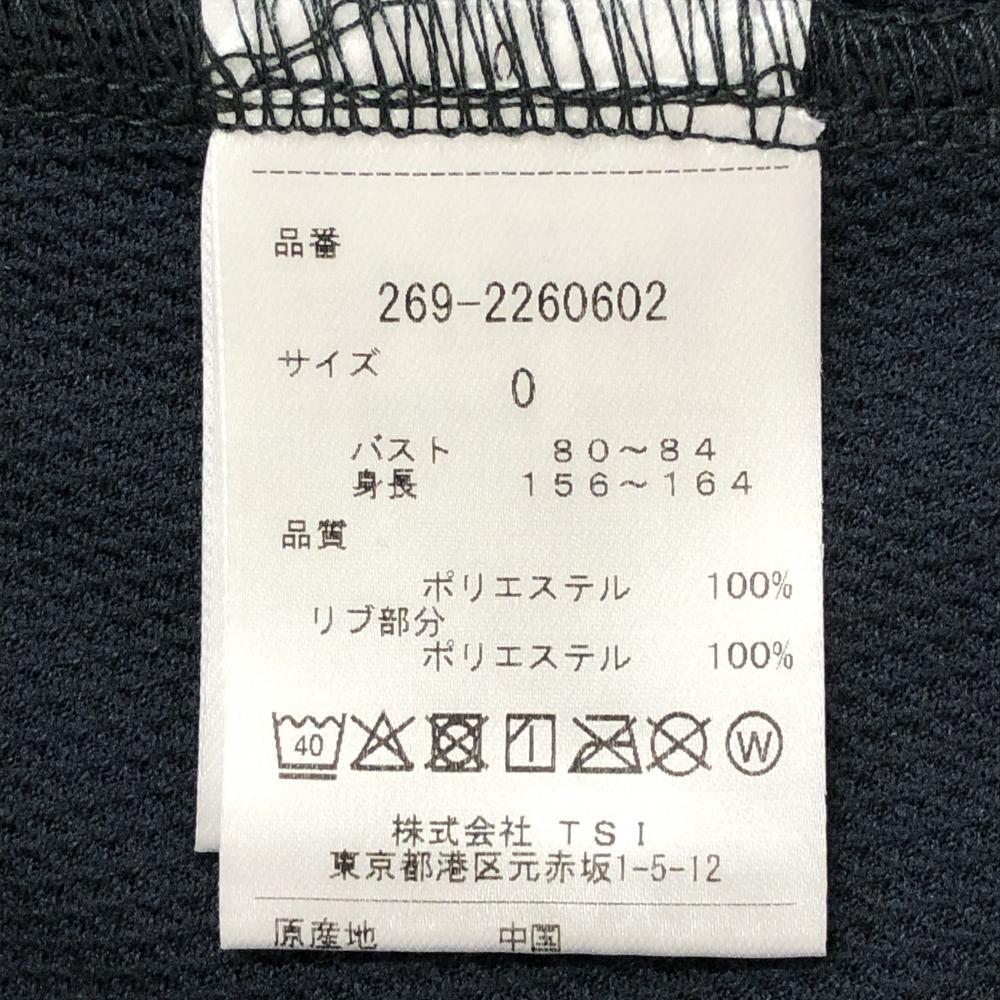 品番
269-2260602
サイズ
0
バスト 80～84
身長 156～164
品質
ポリエステル 100%
リブ部分
ポリエステル 100%
40 W
株式会社 TSI
東京都港区元赤坂1-5-12
原産地 中国